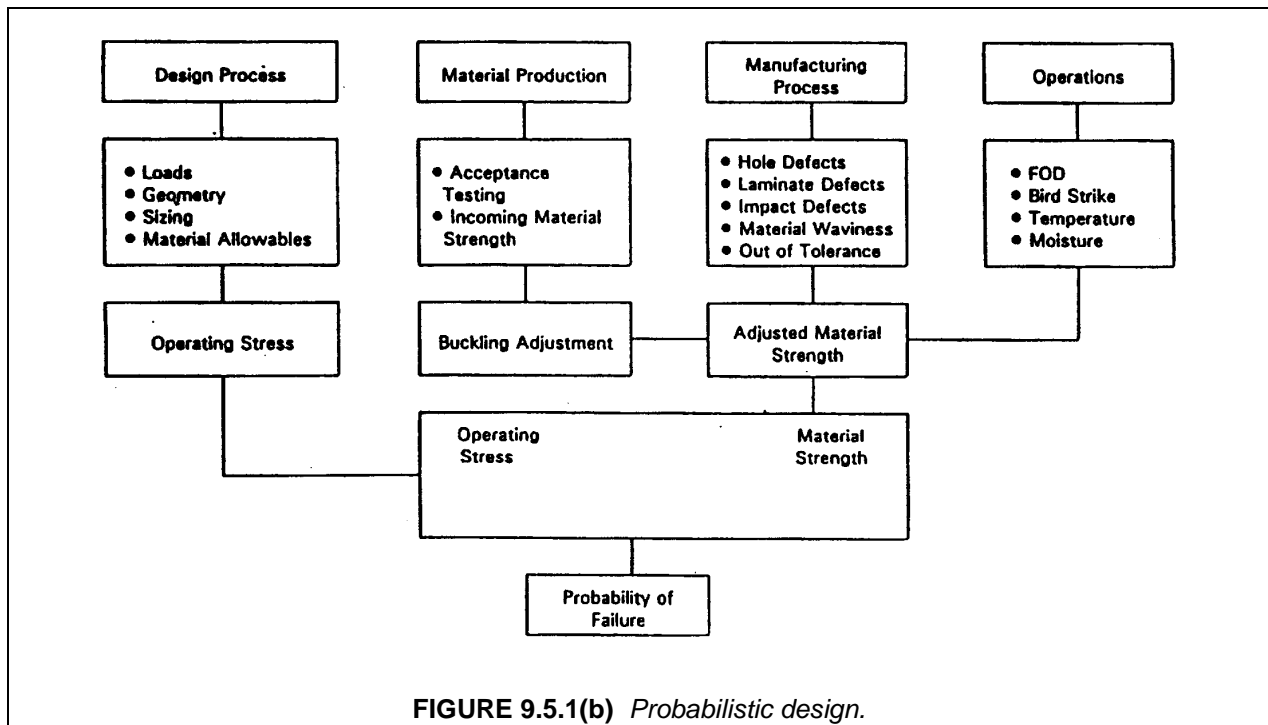 Design Process
Material Production
Manufacturing
Process
Operations
● Loads
● Geometry
● Sizing
● Material Allowables
● Acceptance
Testing
● Incoming Material
Strength
● Hole Defects
● Laminate Defects
● Impact Defects
● Material Waviness
● Out of Tolerance
● FOD
● Bird Strike
● Temperature
● Moisture
Operating Stress
Buckling Adjustment
Adjusted Material
Strength
Operating
Stress
Material
Strength
Probability of
Failure
FIGURE 9.5.1(b) Probabilistic design.